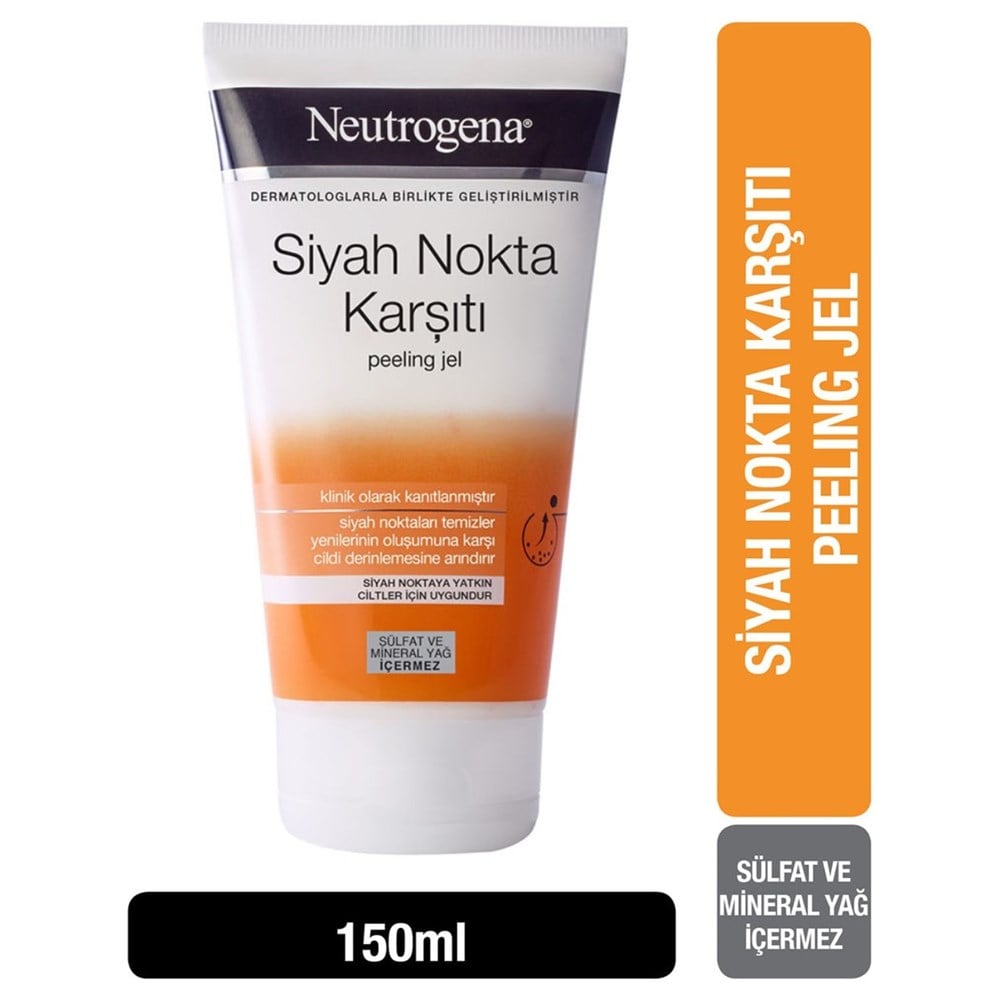 Neutrogena®
DERMATOLOGLARLA BİRLİKTE GELİŞTİRİLMİŞTİR
Siyah Nokta
Karşıtı
peeling jel
klinik olarak kanıtlanmıştır
siyah noktaları temizler
yenilerinin oluşumuna karşı
cildi derinlemesine arındırır
SİYAH NOKTAYA YATKIN
CİLTLER İÇİN UYGUNDUR
SÜLFAT VE
MİNERAL YAĞ
İÇERMEZ
150ml
SİYAH NOKTA KARŞITI
PEELING JEL
SÜLFAT VE
MİNERAL YAĞ
İÇERMEZ